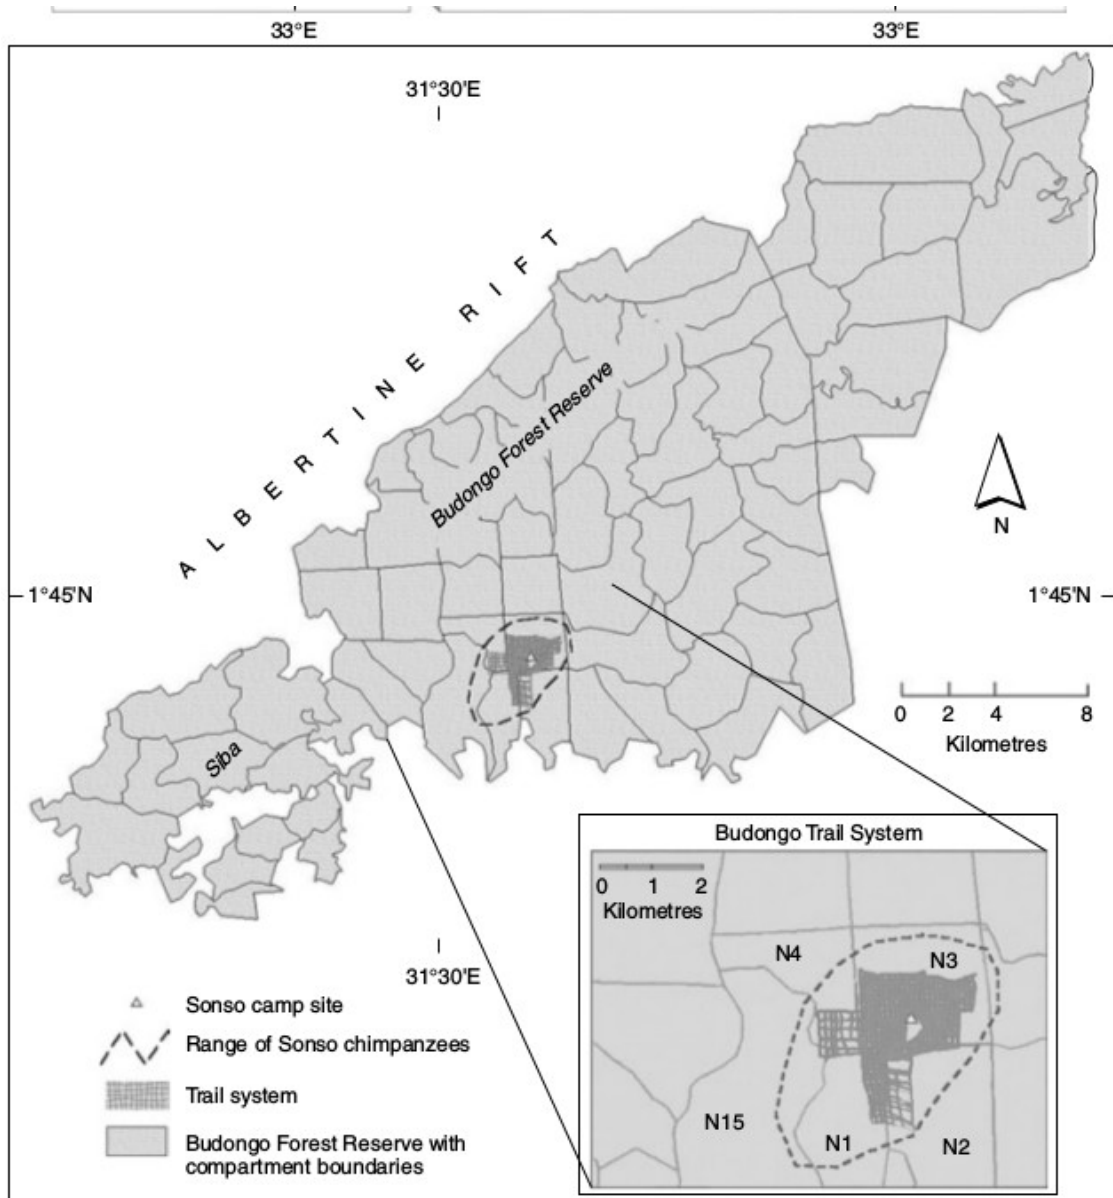 33°E 33°E
31°30'E
ALBERTINE RIFT
Budongo Forest Reserve
N
1°45'N 1°45'N
0 2 4 8
Kilometres
Siba
Budongo Trail System
0 1 2
Kilometres
N4 N3
N15 N1 N2
31°30'E
Sonso camp site
Range of Sonso chimpanzees
Trail system
Budongo Forest Reserve with
compartment boundaries